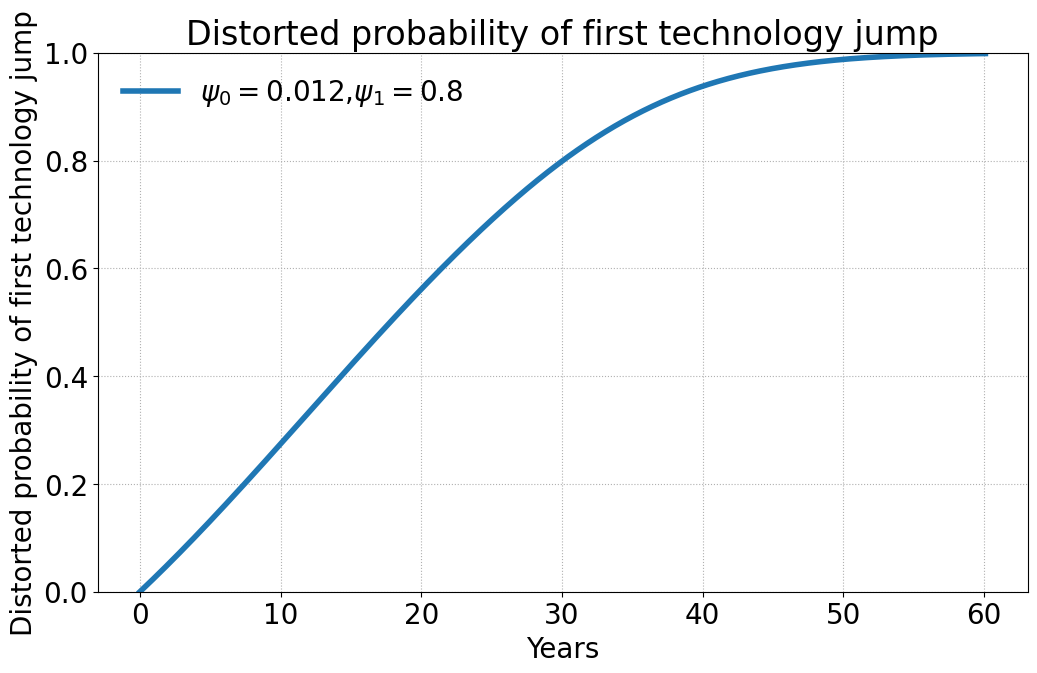 Distorted probability of first technology jump
Distorted probability of first technology jump
1.0
0.8
0.6
0.4
0.2
0.0
ψ₀ = 0.012,ψ₁ = 0.8
0 10 20 30 40 50 60
Years